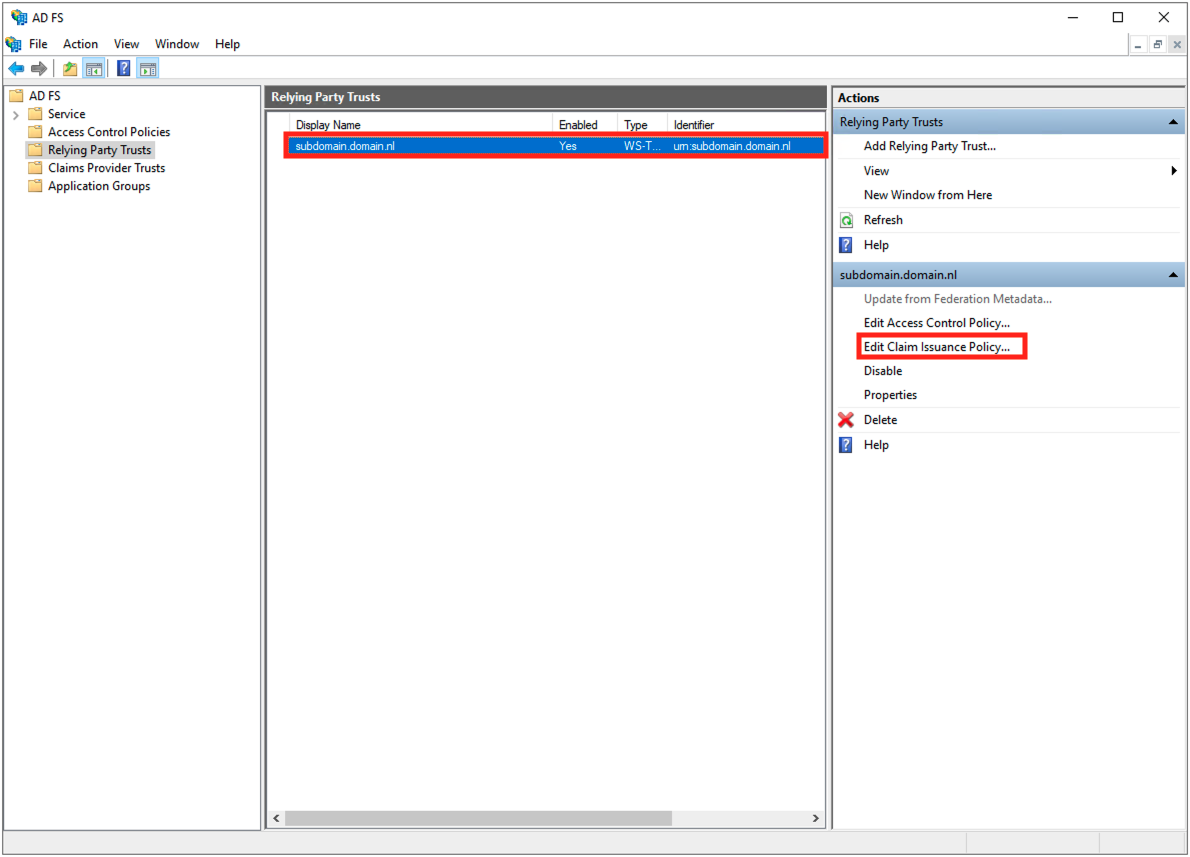 AD FS
File Action View Window Help
AD FS
Service
Access Control Policies
Relying Party Trusts
Claims Provider Trusts
Application Groups
Relying Party Trusts
Display Name Enabled Type Identifier
subdomain.domain.nl Yes WS-T... urn:subdomain.domain.nl
Actions
Relying Party Trusts
Add Relying Party Trust...
View
New Window from Here
Refresh
Help
subdomain.domain.nl
Update from Federation Metadata...
Edit Access Control Policy...
Edit Claim Issuance Policy...
Disable
Properties
Delete
Help